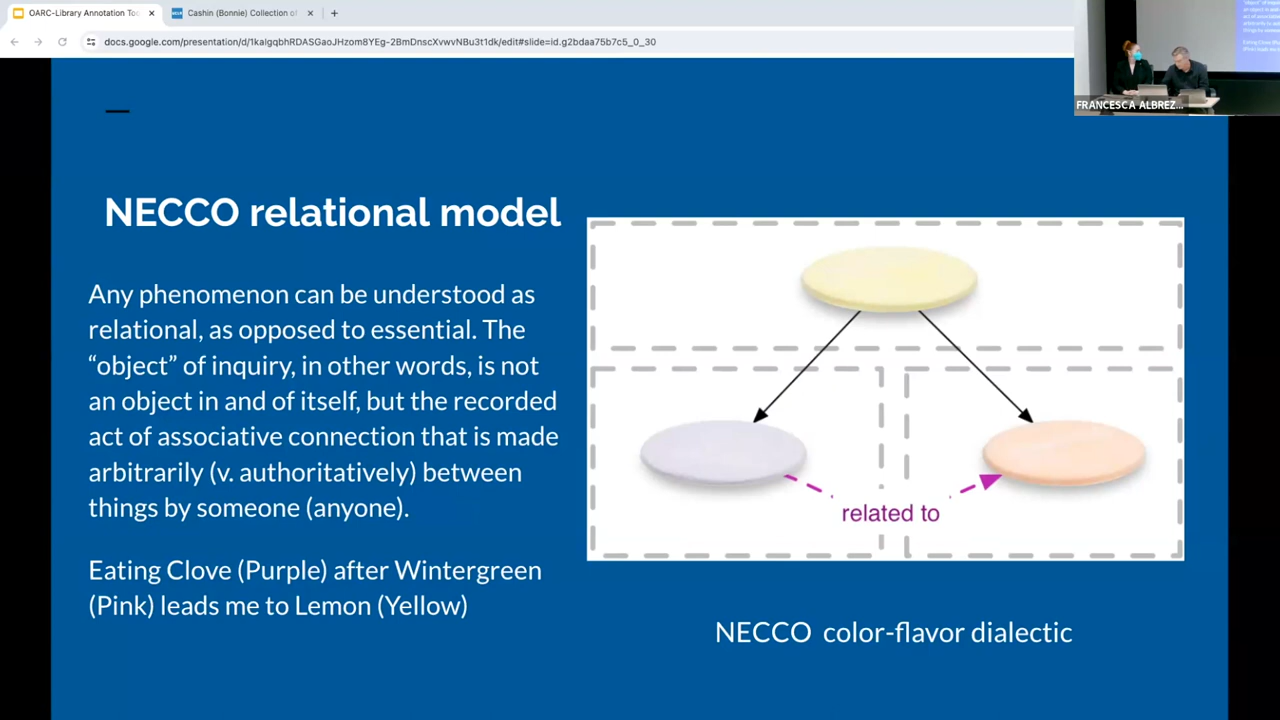 OARC-Library Annotation Too
Cashin (Bonnie) Collection of
docs.google.com/presentation/d/1kaIgqbhRDASGaoJHzom8YEg-2BmDnscXvwvNBu3t1dk/edit#slide=id.g2bdaa75b7c5_0_30
FRANCESCA ALBREZ...
NECCO relational model
Any phenomenon can be understood as
relational, as opposed to essential. The
“object” of inquiry, in other words, is not
an object in and of itself, but the recorded
act of associative connection that is made
arbitrarily (v. authoritatively) between
things by someone (anyone).
Eating Clove (Purple) after Wintergreen
(Pink) leads me to Lemon (Yellow)
related to
NECCO color-flavor dialectic